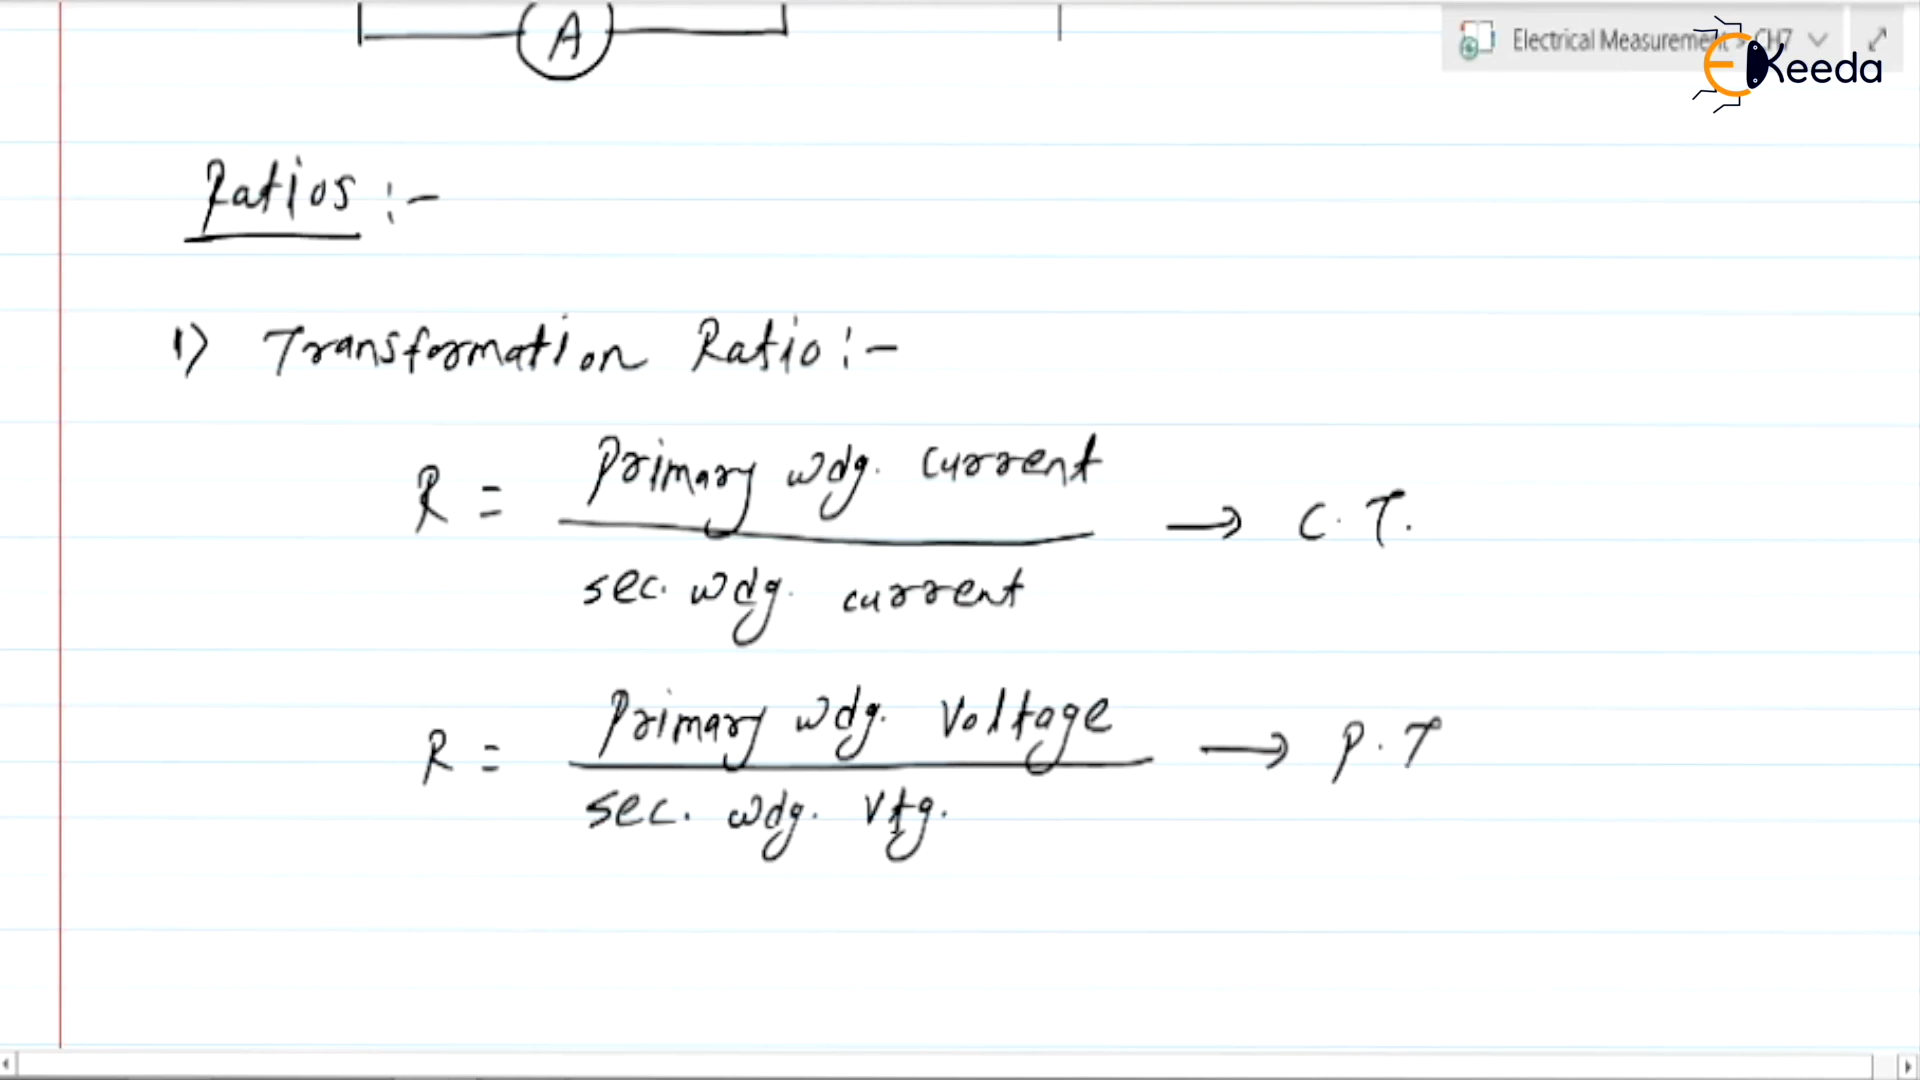 A
Electrical Measurement > CH7
EKeeda
Ratios :-
1) Transformation Ratio :-
R = primary wdg. current → C.T.
sec. wdg. current
R = primary wdg. Voltage → P.T
sec. wdg. Vtg.